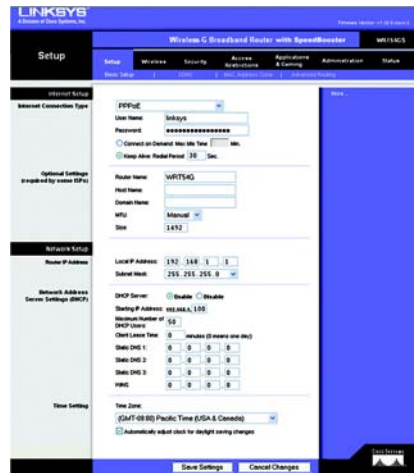 LINKSYS
A Division of Cisco Systems, Inc.
Wireless-G Broadband Router with SpeedBooster WRT54GS
Setup
Setup Wireless Security Access Restrictions Applications & Gaming Administration Status
Basic Setup | DDNS | MAC Address Clone | Advanced Routing
Internet Setup
More...
Internet Connection Type
PPPoE
User Name: linksys
Password:
Connect on Demand: Max Idle Time Min.
Keep Alive: Redial Period 30 Sec.
Optional Settings
(required by some ISPs)
Router Name: WRT54G
Host Name:
Domain Name:
MTU: Manual
Size: 1492
Network Setup
Router IP Address
Local IP Address: 192 . 168 . 1 . 1
Subnet Mask: 255.255.255.0
Network Address
Server Settings (DHCP)
DHCP Server: Enable Disable
Starting IP Address: 192.168.1. 100
Maximum Number of
DHCP Users: 50
Client Lease Time: 0 minutes (0 means one day)
Static DNS 1: 0 . 0 . 0 . 0
Static DNS 2: 0 . 0 . 0 . 0
Static DNS 3: 0 . 0 . 0 . 0
WINS: 0 . 0 . 0 . 0
Time Setting
Time Zone:
(GMT-08:00) Pacific Time (USA & Canada)
Automatically adjust clock for daylight saving changes
Save Settings Cancel Changes
Cisco Systems